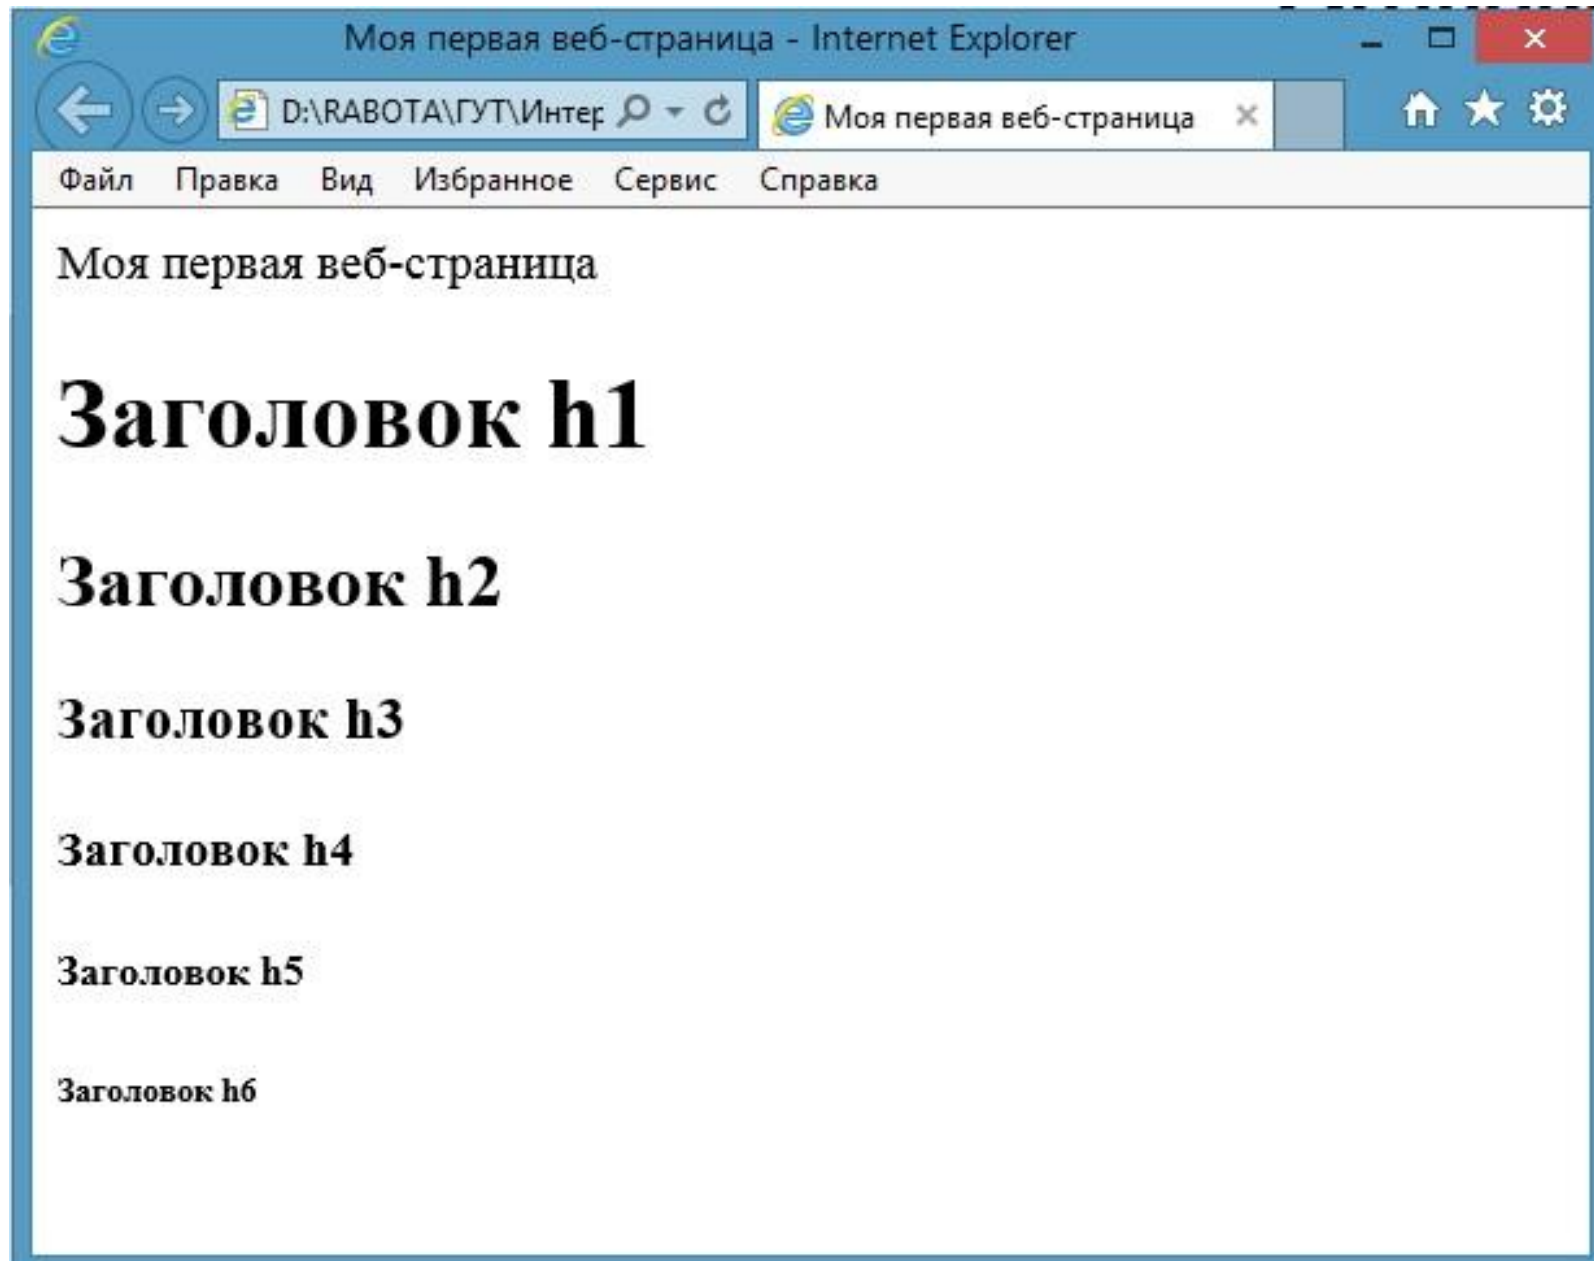 Моя первая веб-страница - Internet Explorer
D:\RABOTA\ГУТ\Интер
Моя первая веб-страница
Файл Правка Вид Избранное Сервис Справка
Моя первая веб-страница
Заголовок h1
Заголовок h2
Заголовок h3
Заголовок h4
Заголовок h5
Заголовок h6